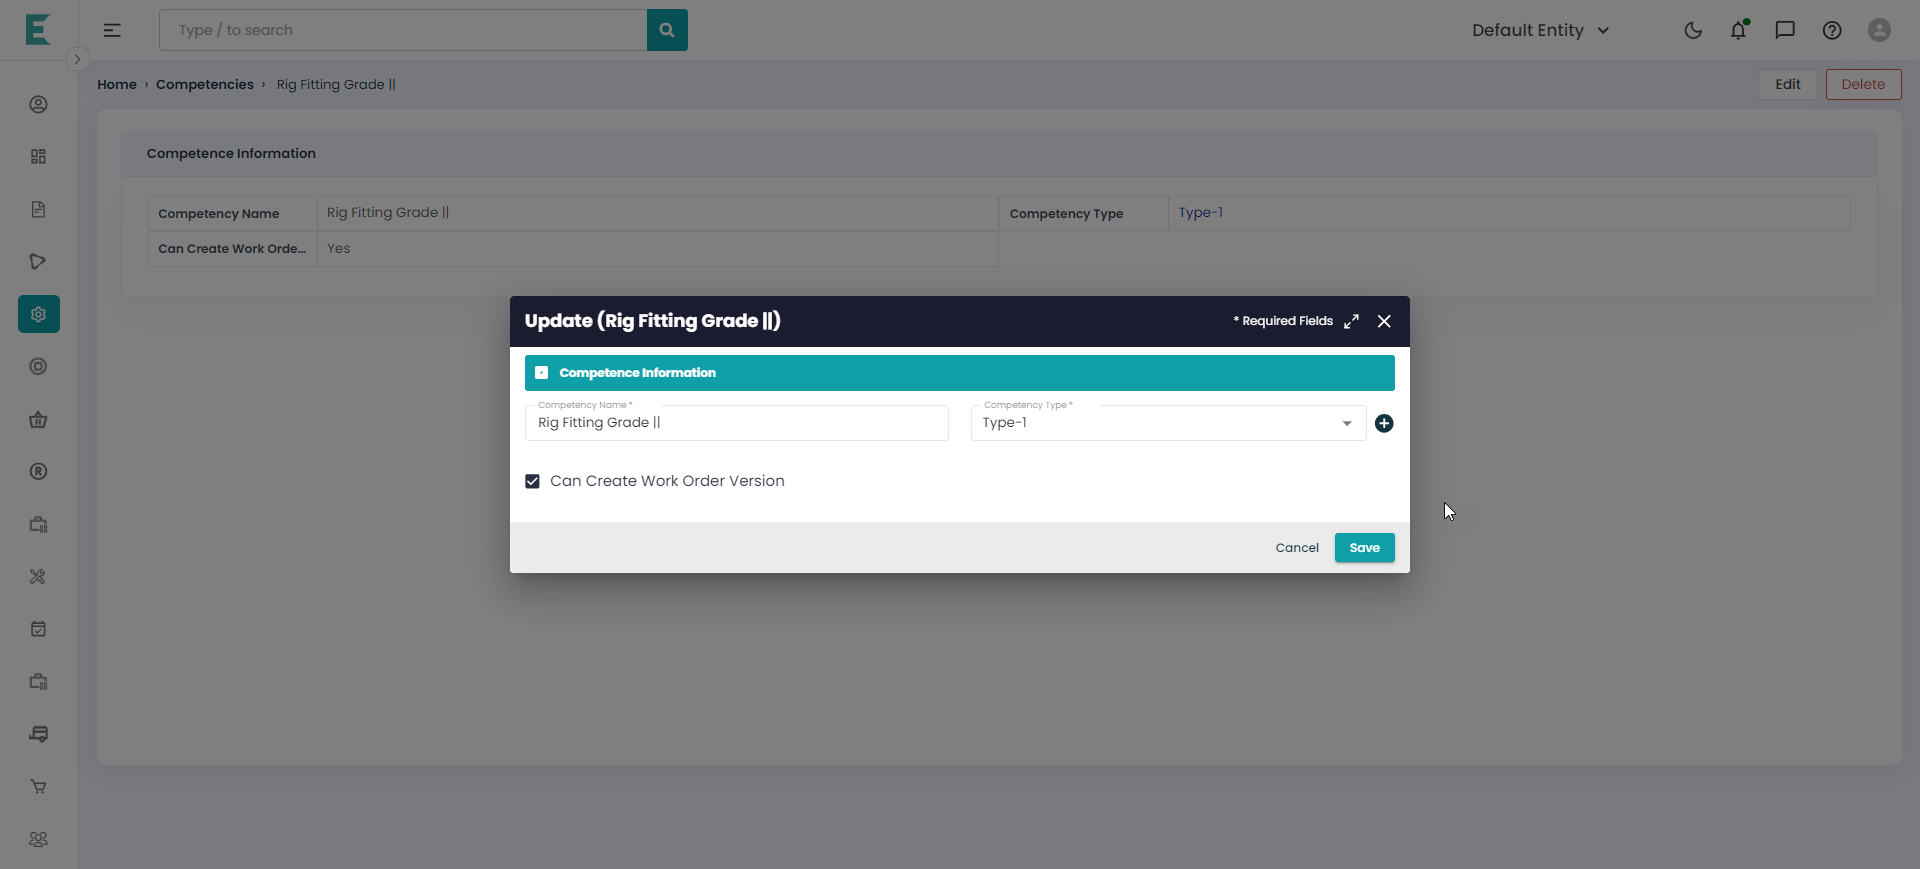 Type / to search
Default Entity
Home › Competencies › Rig Fitting Grade ||
Edit
Delete
Competence Information
Competency Name
Rig Fitting Grade ||
Competency Type
Type-1
Can Create Work Orde...
Yes
Update (Rig Fitting Grade ||)
* Required Fields
Competence Information
Competency Name *
Rig Fitting Grade ||
Competency Type *
Type-1
Can Create Work Order Version
Cancel
Save